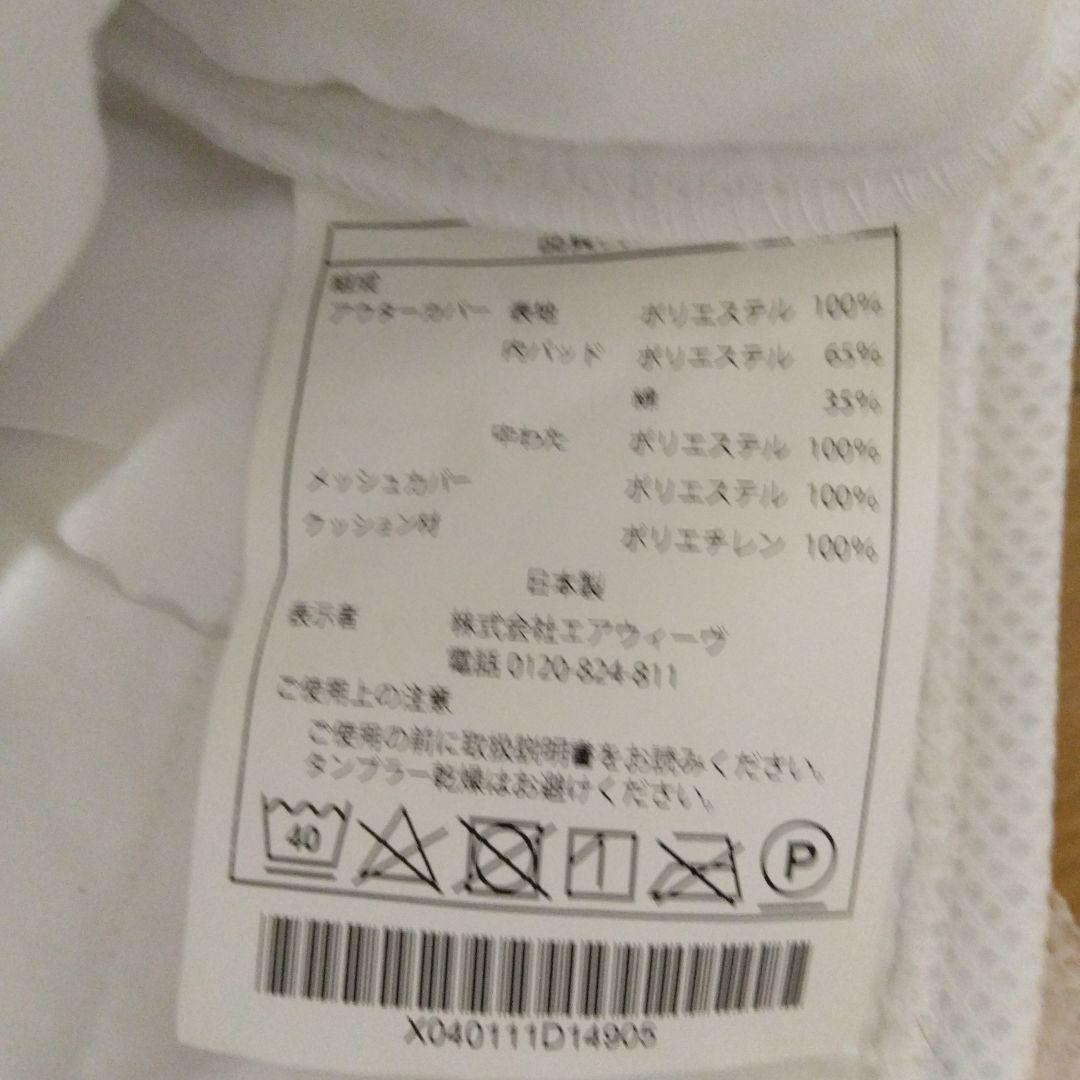 組成
アウターカバー 表地 ポリエステル 100%
ポリエステル 65%
綿 35%
中わた ポリエステル 100%
メッシュカバー ポリエステル 100%
クッション材 ポリエチレン 100%
日本製
表示者 株式会社エアウィーヴ
電話 0120-824-811
ご使用上の注意
ご使用の前に取扱説明書をお読みください。
タンブラー乾燥はお避けください。
40
P
X040111D14905